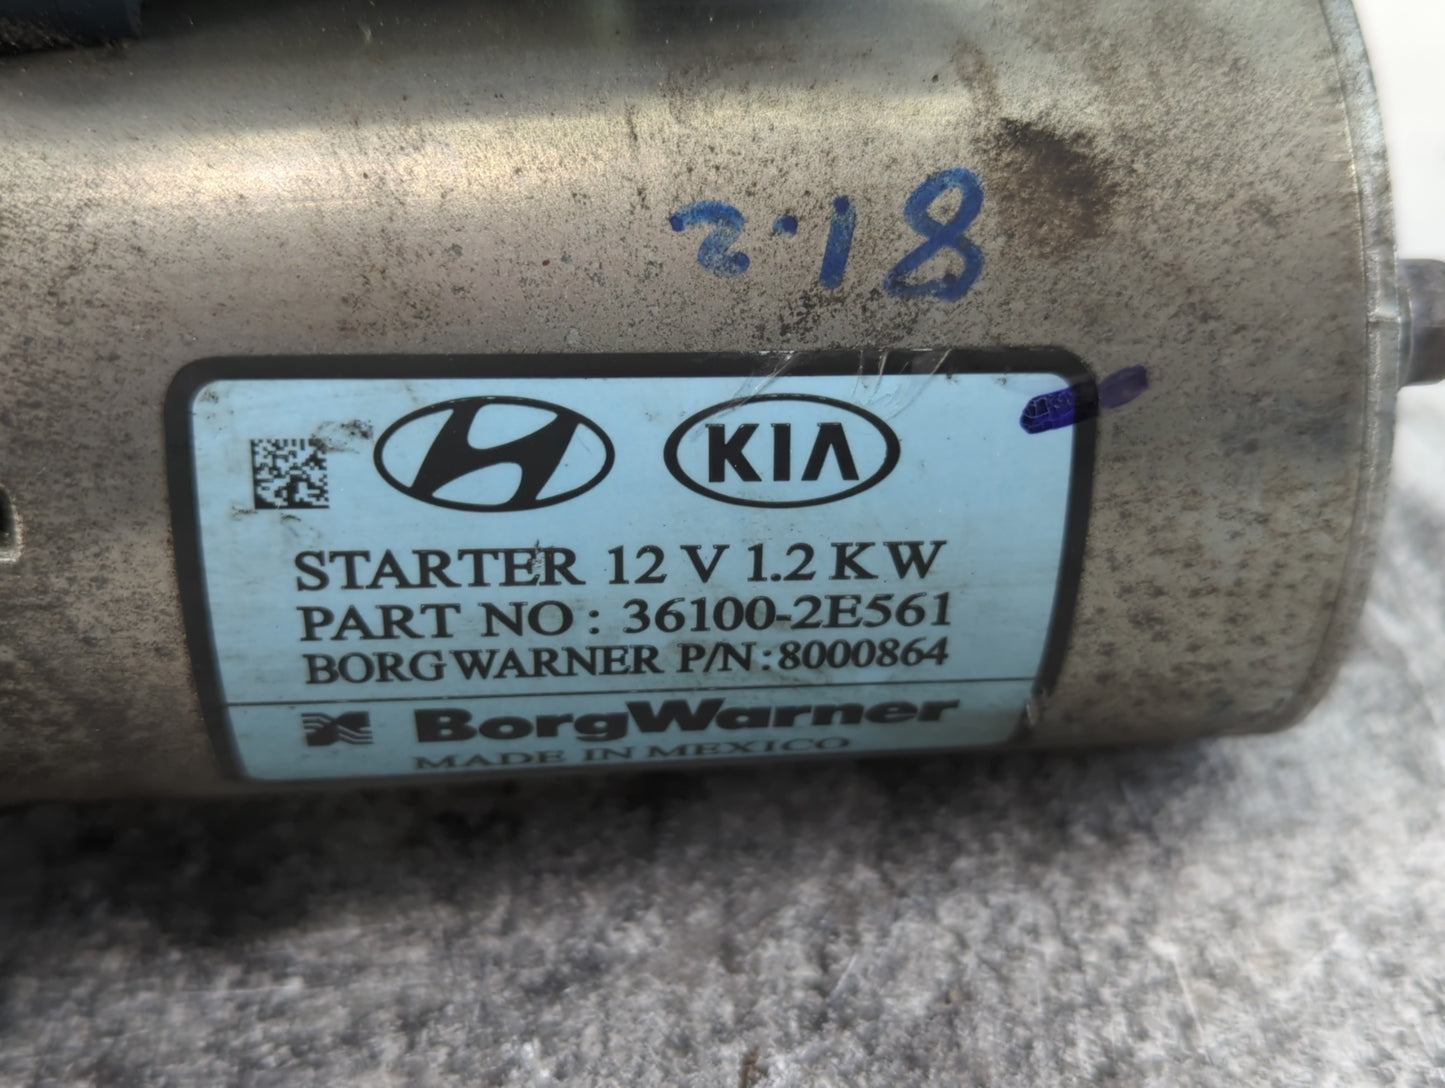 2.18
KIA
STARTER 12 V 1.2 KW
PART NO : 36100-2E561
BORGWARNER P/N : 8000864
BorgWarner
MADE IN MEXICO